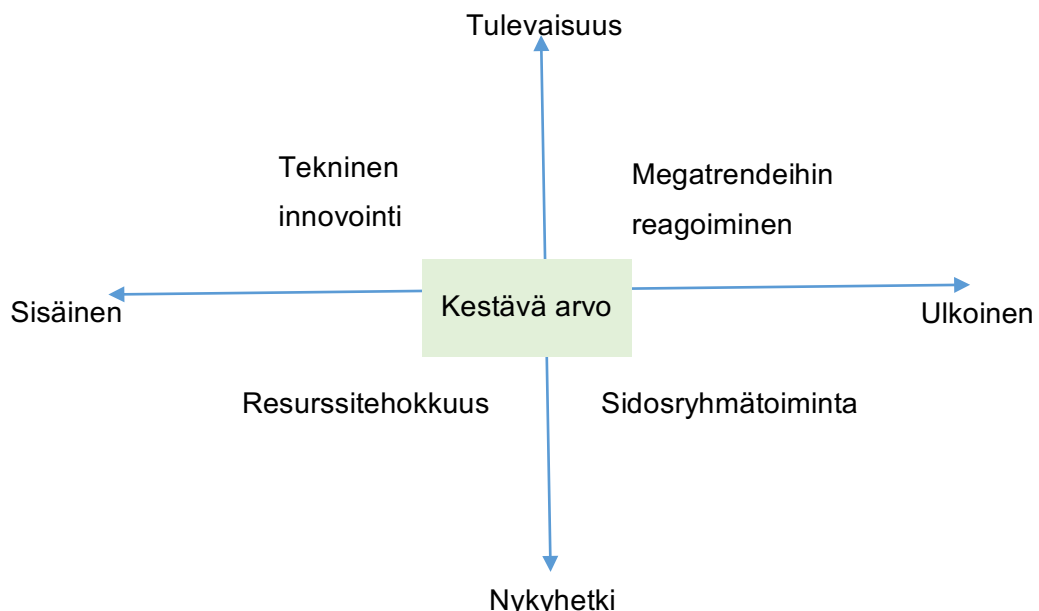 Tulevaisuus
Tekninen
innovointi
Megatrendeihin
reagoiminen
Sisäinen
Kestävä arvo
Ulkoinen
Resurssitehokkuus
Sidosryhmätoiminta
Nykyhetki